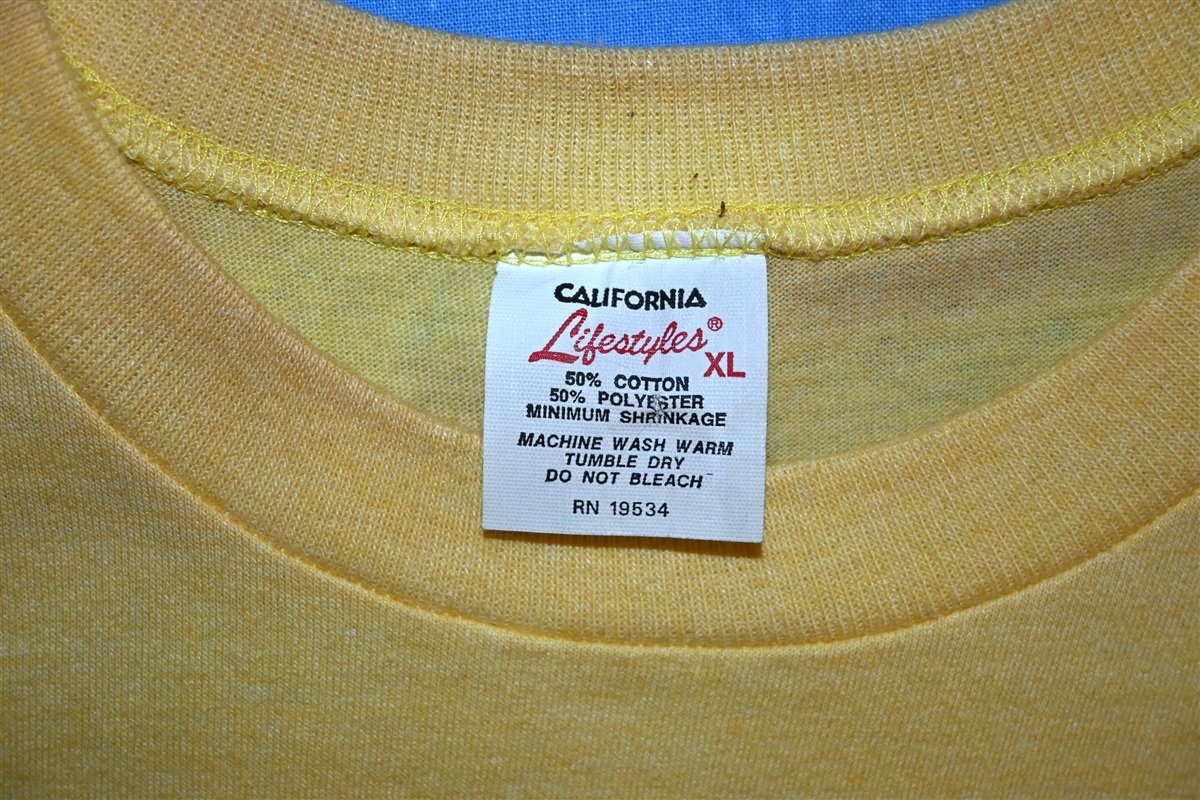 CALIFORNIA
Lifestyles®
XL
50% COTTON
50% POLYESTER
MINIMUM SHRINKAGE
MACHINE WASH WARM
TUMBLE DRY
DO NOT BLEACH
RN 19534